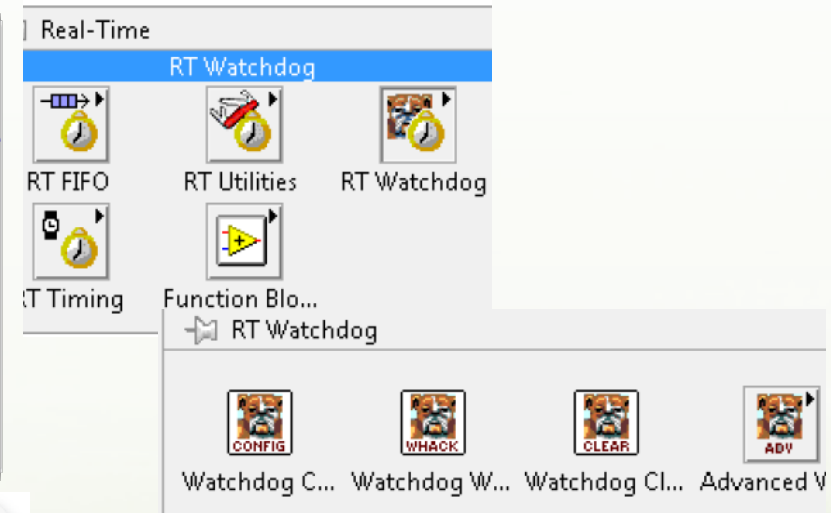 Real-Time
RT Watchdog
RT FIFO
RT Utilities
RT Watchdog
RT Timing
Function Blo...
RT Watchdog
CONFIG
WHACK
CLEAR
ADV
Watchdog C...
Watchdog W...
Watchdog Cl...
Advanced W